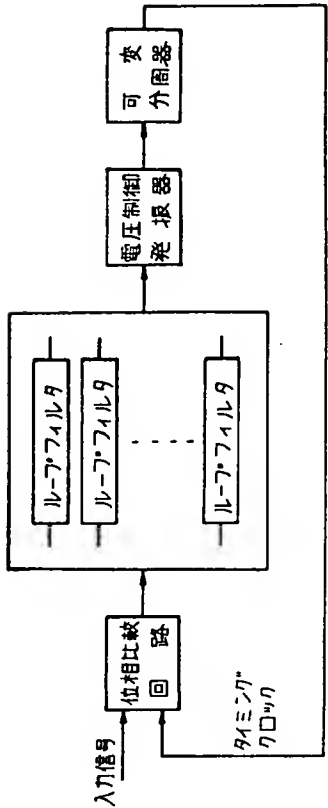 入力信号
位相比較
回路
ループフィルタ
ループフィルタ
ループフィルタ
電圧制御
発振器
可変
分周器
タイミング
クロック